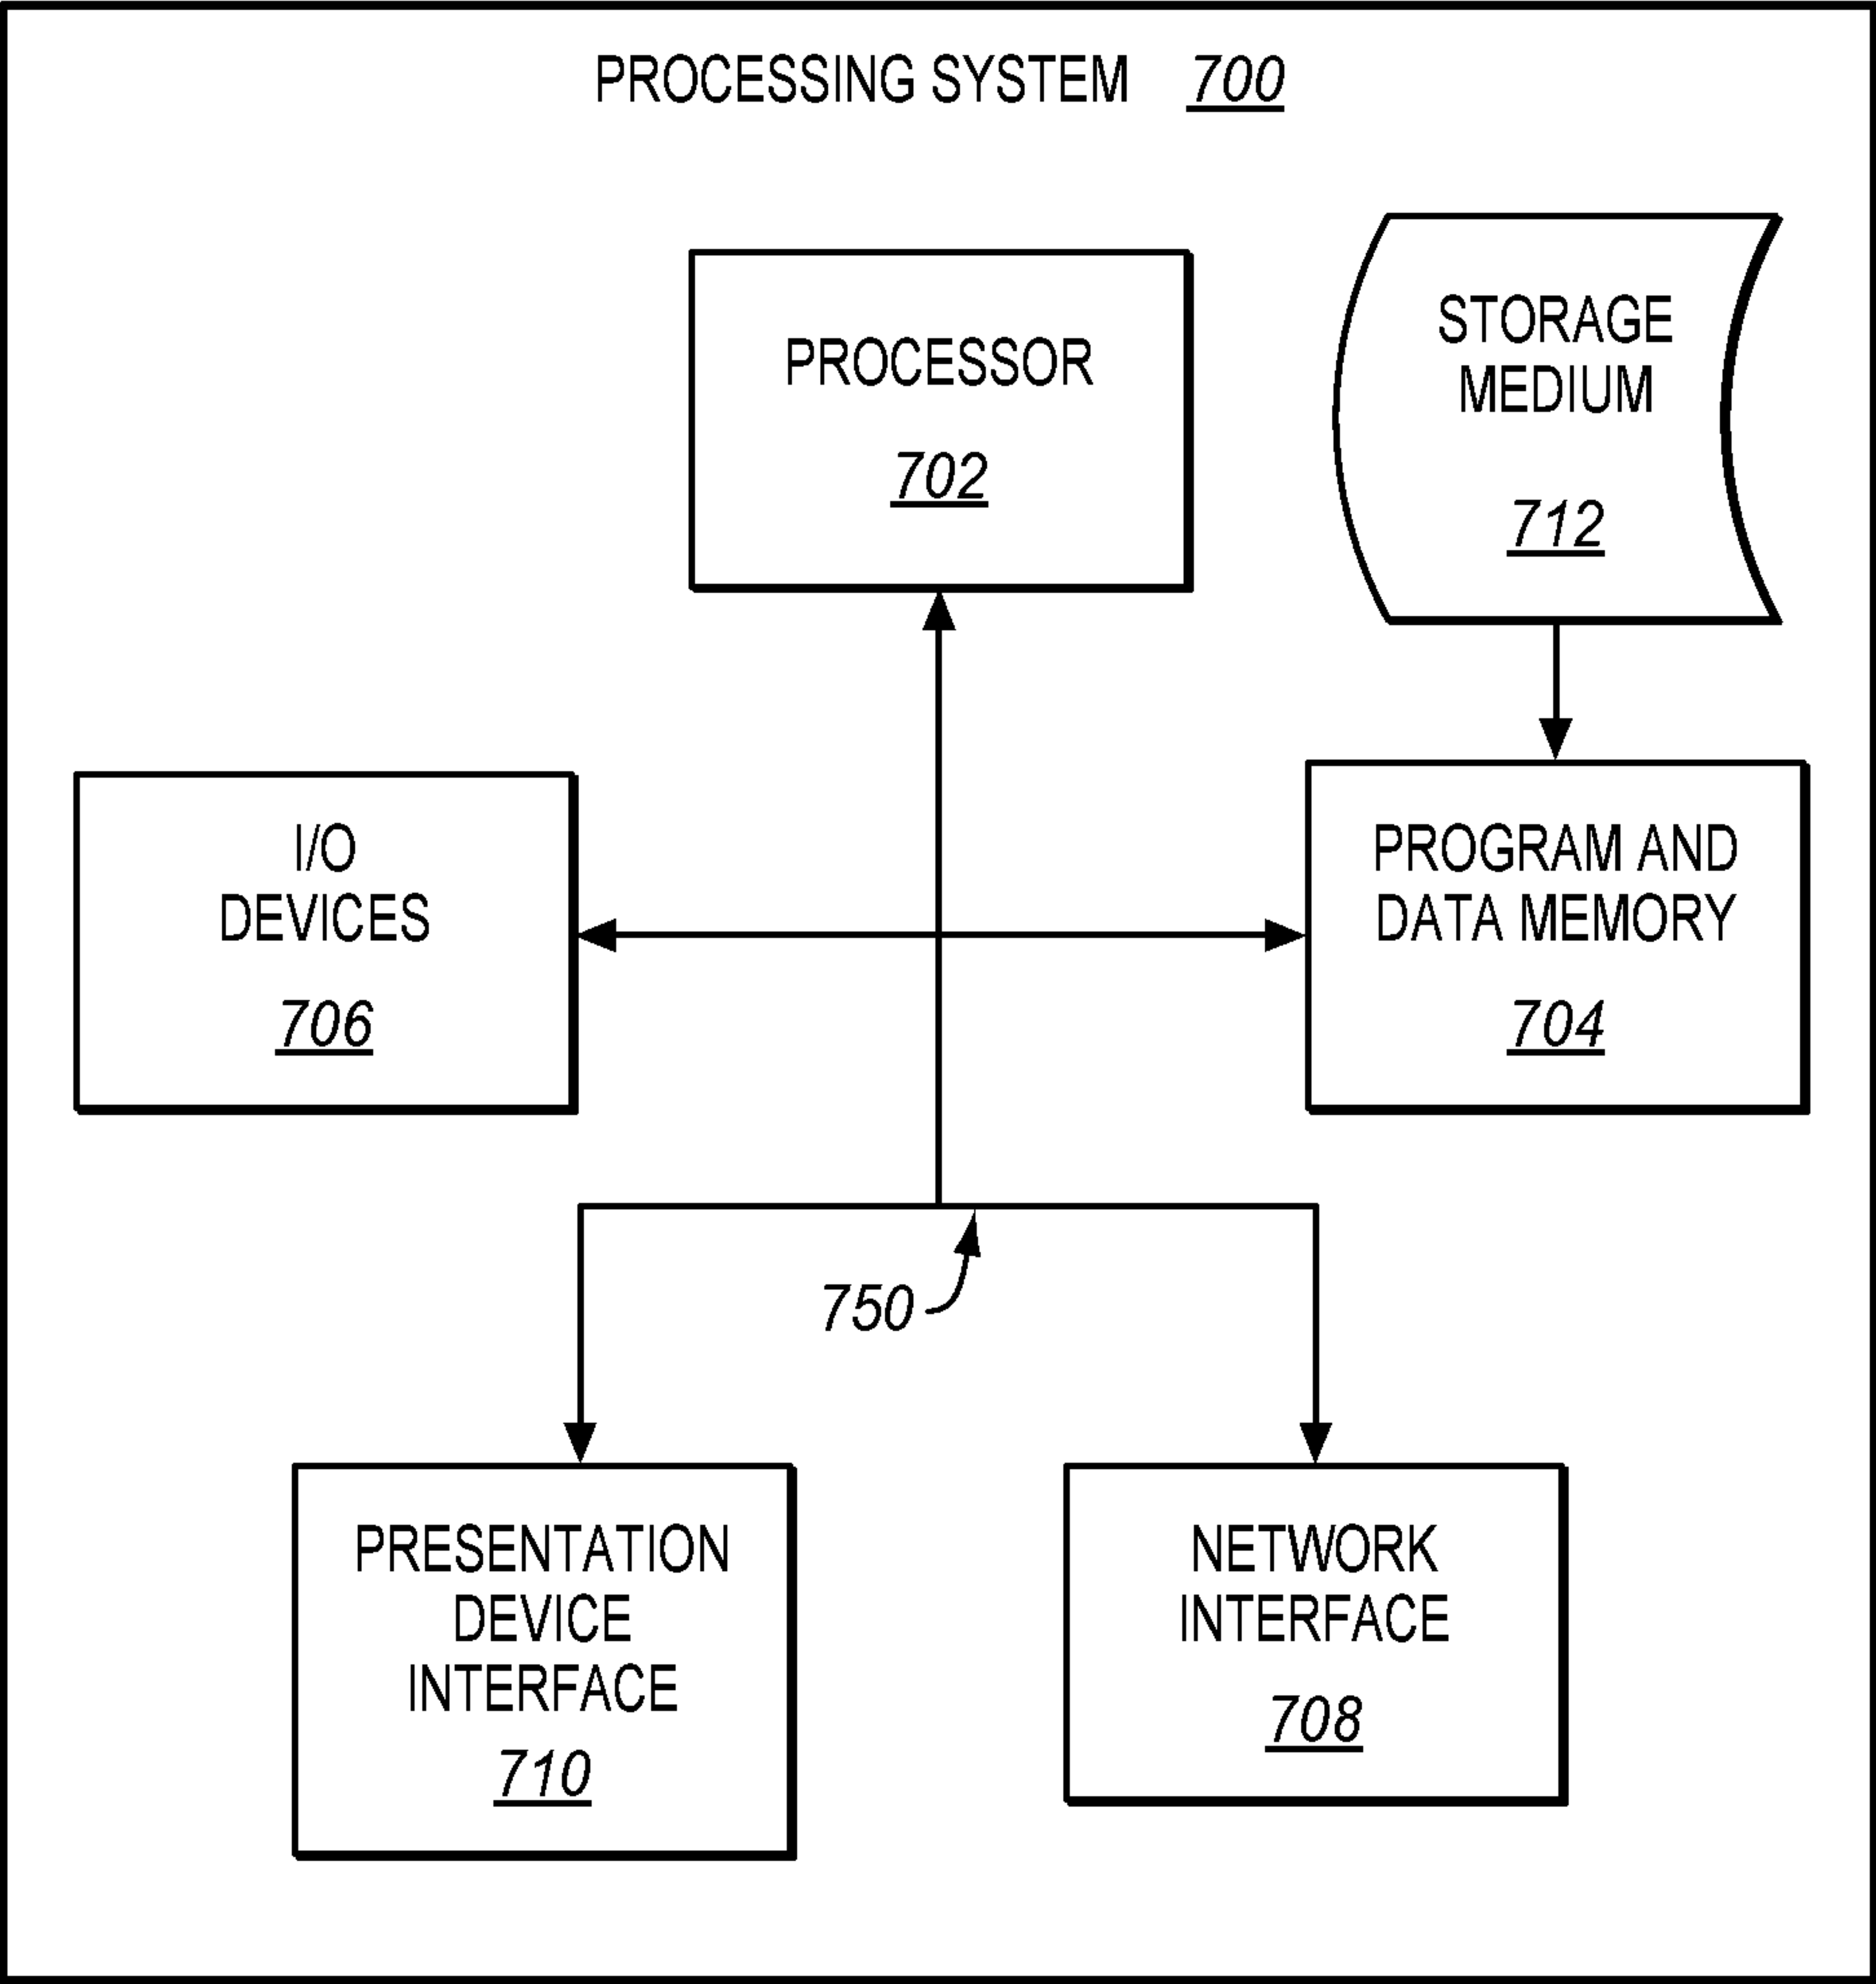 PROCESSING SYSTEM 700
PROCESSOR
702
STORAGE
MEDIUM
712
I/O
DEVICES
706
PROGRAM AND
DATA MEMORY
704
750
PRESENTATION
DEVICE
INTERFACE
710
NETWORK
INTERFACE
708